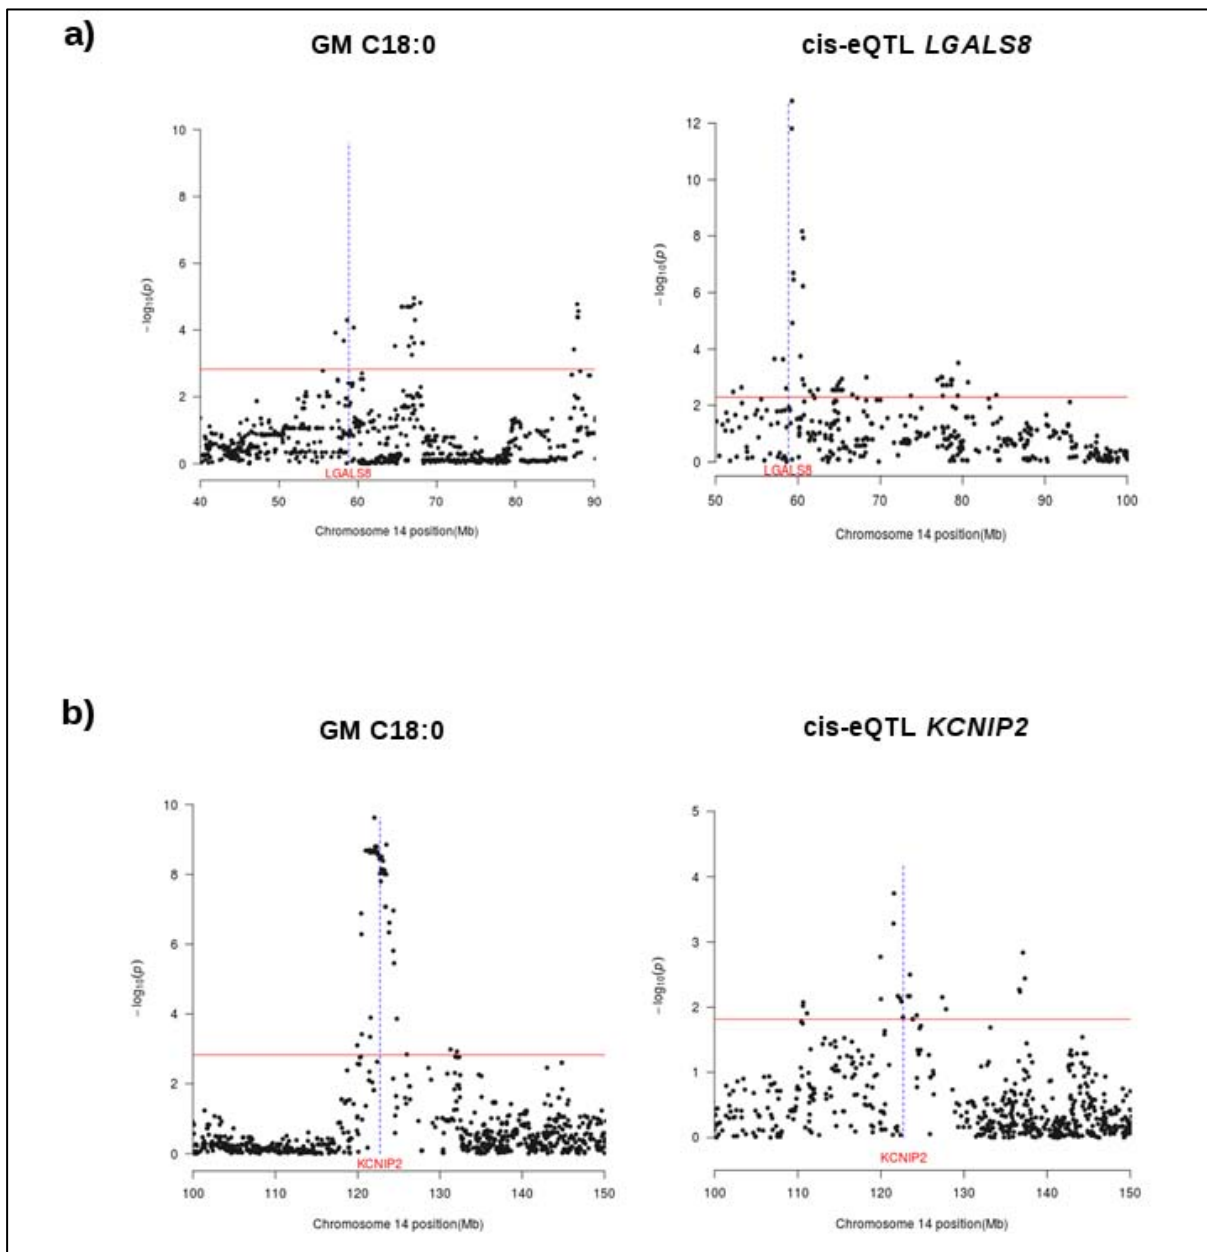 a)
GM C18:0
cis-eQTL LGALS8
10
8
6
4
2
0
−log10(p)
LGALS8
40 50 60 70 80 90
Chromosome 14 position(Mb)
12
10
8
6
4
2
0
−log10(p)
LGALS8
50 60 70 80 90 100
Chromosome 14 position(Mb)
b)
GM C18:0
cis-eQTL KCNIP2
10
8
6
4
2
0
−log10(p)
KCNIP2
100 110 120 130 140 150
Chromosome 14 position(Mb)
5
4
3
2
1
0
−log10(p)
KCNIP2
100 110 120 130 140 150
Chromosome 14 position(Mb)